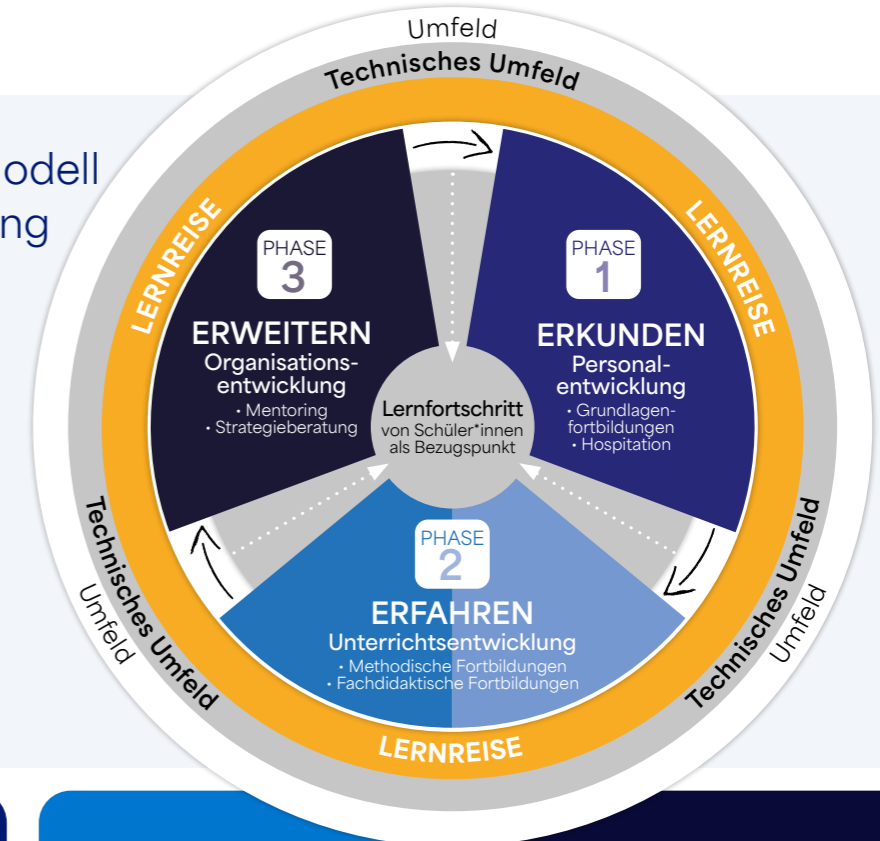 Umfeld
Technisches Umfeld
odell
ng
LERNREISE
LERNREISE
PHASE
3
ERWEITERN
Organisations-
entwicklung
• Mentoring
• Strategieberatung
PHASE
1
ERKUNDEN
Personal-
entwicklung
• Grundlagen-
fortbildungen
• Hospitation
Lernfortschritt
von Schüler*innen
als Bezugspunkt
PHASE
2
ERFAHREN
Unterrichtsentwicklung
• Methodische Fortbildungen
• Fachdidaktische Fortbildungen
Technisches Umfeld
Umfeld
Technisches Umfeld
Umfeld
LERNREISE